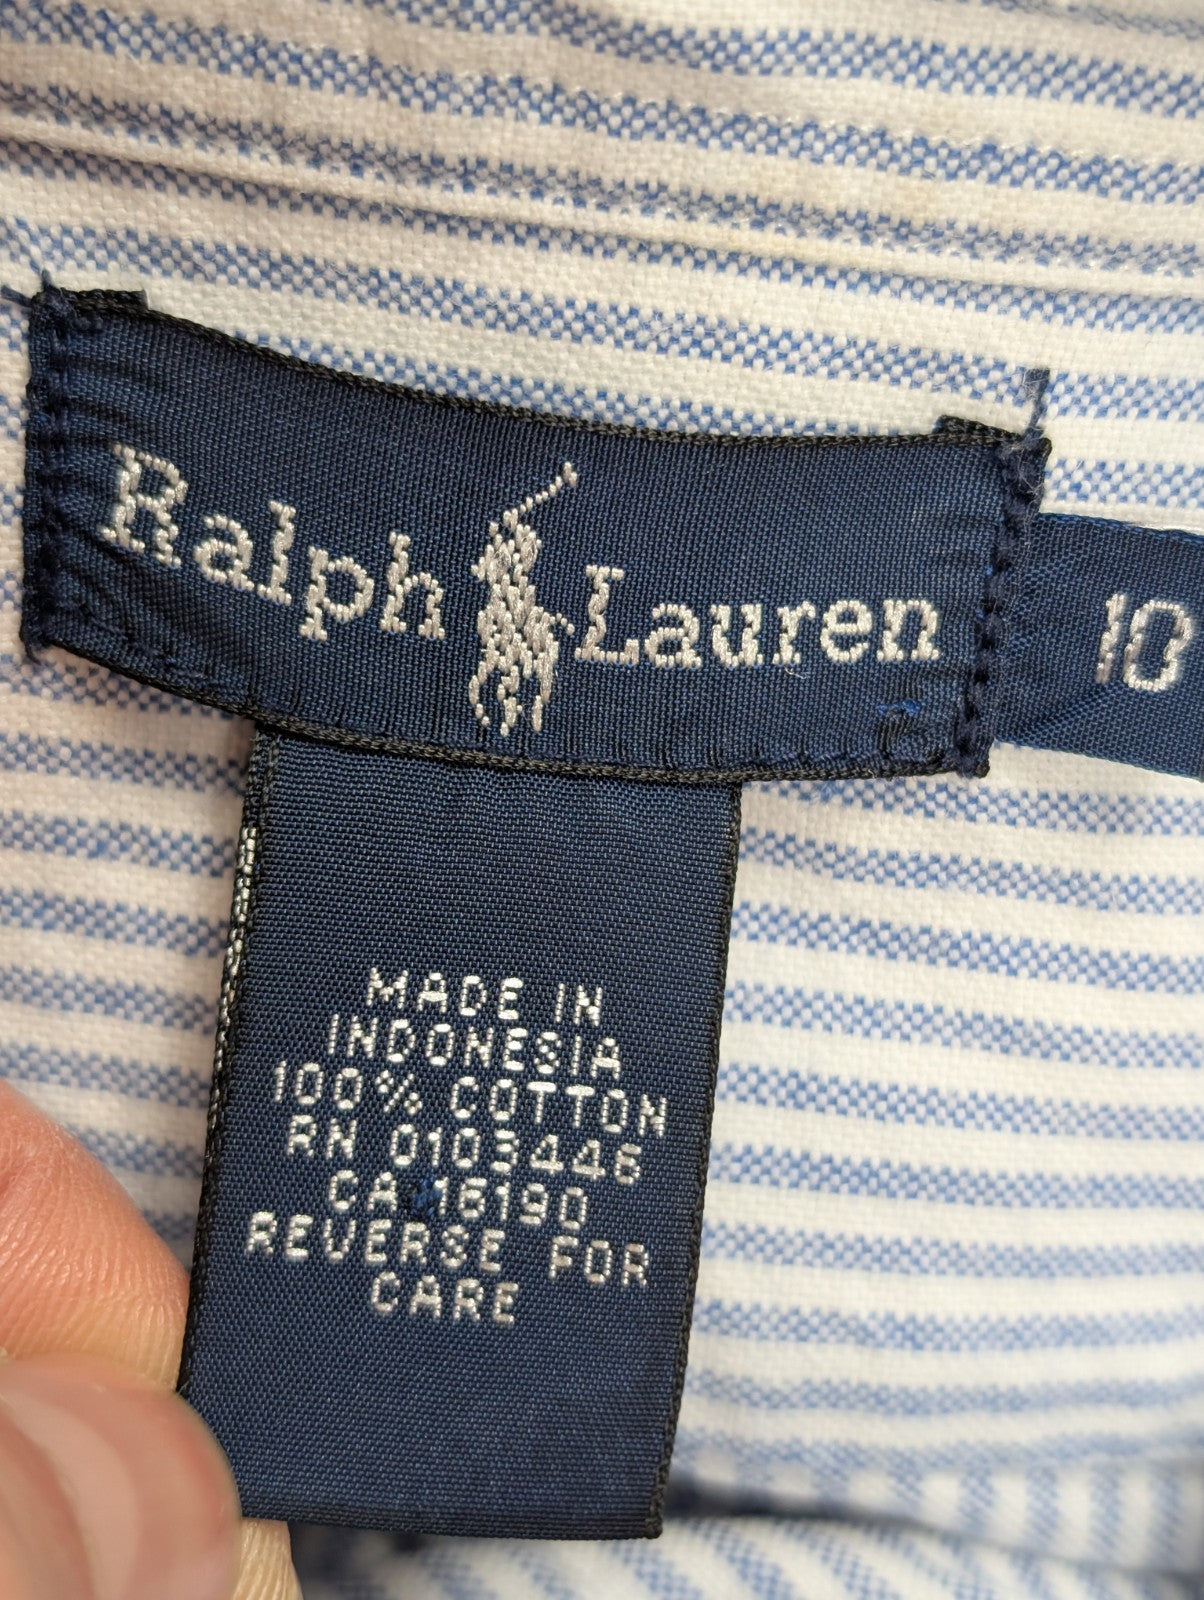 Ralph Lauren
10
MADE IN
INDONESIA
100% COTTON
RN 0103446
CA 16190
REVERSE FOR
CARE